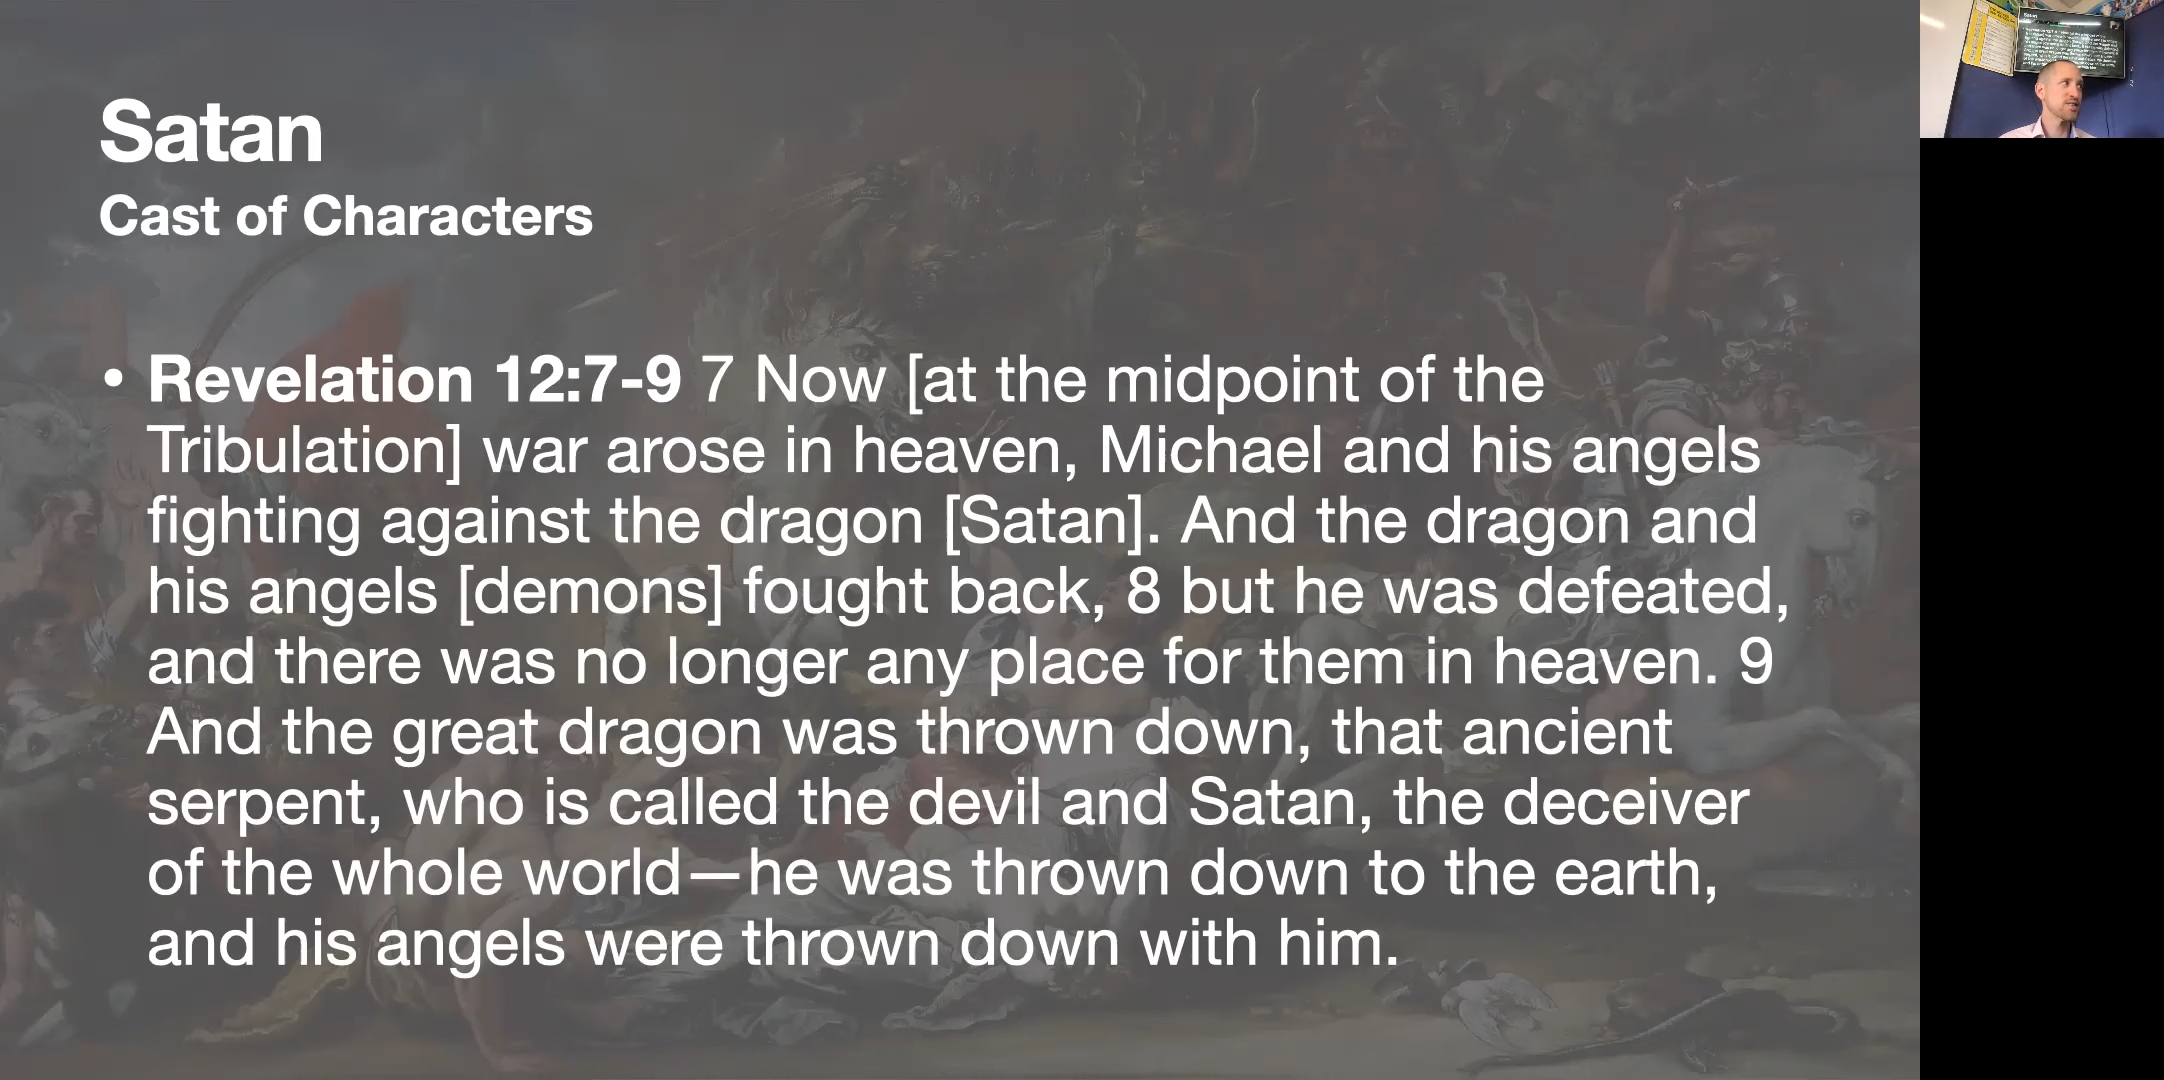 Satan
Cast of Characters
• Revelation 12:7-9 7 Now [at the midpoint of the
Tribulation] war arose in heaven, Michael and his angels
fighting against the dragon [Satan]. And the dragon and
his angels [demons] fought back, 8 but he was defeated,
and there was no longer any place for them in heaven. 9
And the great dragon was thrown down, that ancient
serpent, who is called the devil and Satan, the deceiver
of the whole world—he was thrown down to the earth,
and his angels were thrown down with him.